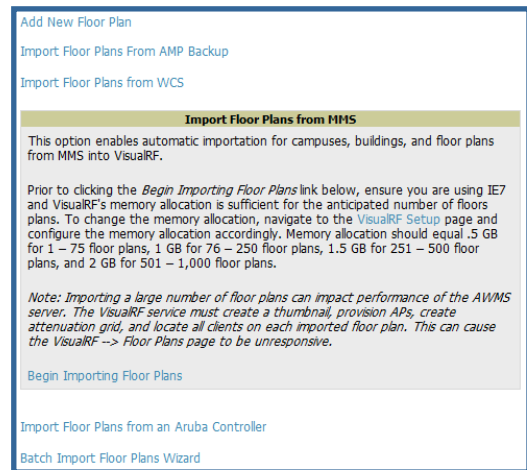 Add New Floor Plan
Import Floor Plans From AMP Backup
Import Floor Plans from WCS
Import Floor Plans from MMS
This option enables automatic importation for campuses, buildings, and floor plans
from MMS into VisualRF.
Prior to clicking the Begin Importing Floor Plans link below, ensure you are using IE7
and VisualRF's memory allocation is sufficient for the anticipated number of floors
plans. To change the memory allocation, navigate to the VisualRF Setup page and
configure the memory allocation accordingly. Memory allocation should equal .5 GB
for 1 – 75 floor plans, 1 GB for 76 – 250 floor plans, 1.5 GB for 251 – 500 floor
plans, and 2 GB for 501 – 1,000 floor plans.
Note: Importing a large number of floor plans can impact performance of the AWMS
server. The VisualRF service must create a thumbnail, provision APs, create
attenuation grid, and locate all clients on each imported floor plan. This can cause
the VisualRF --> Floor Plans page to be unresponsive.
Begin Importing Floor Plans
Import Floor Plans from an Aruba Controller
Batch Import Floor Plans Wizard